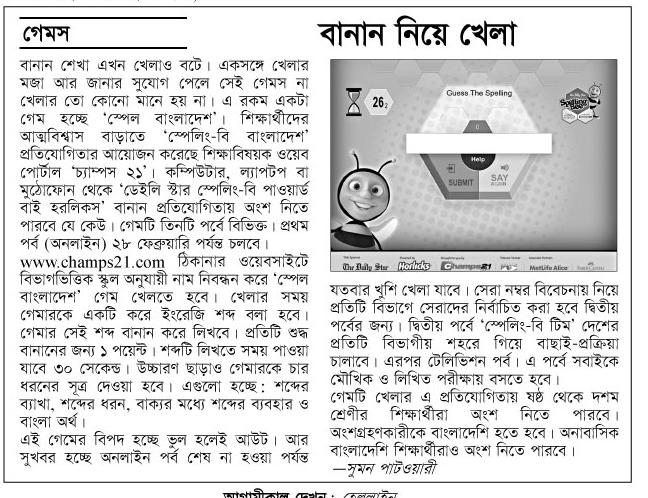 গেমস
বানান নিয়ে খেলা
বানান শেখা এখন খেলাও বটে। একসঙ্গে খেলার
মজা আর জানার সুযোগ পেলে সেই গেমস না
খেলার তো কোনো মানে হয় না। এ রকম একটা
গেম হচ্ছে ‘স্পেল বাংলাদেশ’। শিক্ষার্থীদের
আত্মবিশ্বাস বাড়াতে ‘স্পেলিং-বি বাংলাদেশ’
প্রতিযোগিতার আয়োজন করেছে শিক্ষাবিষয়ক ওয়েব
পোর্টাল ‘চ্যাম্পস ২১’। কম্পিউটার, ল্যাপটপ বা
মুঠোফোন থেকে ‘ডেইলি স্টার স্পেলিং-বি পাওয়ার্ড
বাই হরলিকস’ বানান প্রতিযোগিতায় অংশ নিতে
পারবে যে কেউ। গেমটি তিনটি পর্বে বিভিক্ত। প্রথম
পর্ব (অনলাইন) ২৮ ফেব্রুয়ারি পর্যন্ত চলবে।
www.champs21.com ঠিকানার ওয়েবসাইটে
বিভাগভিত্তিক স্কুল অনুযায়ী নাম নিবন্ধন করে ‘স্পেল
বাংলাদেশ’ গেম খেলতে হবে। খেলার সময়
গেমারকে একটি করে ইংরেজি শব্দ বলা হবে।
গেমার সেই শব্দ বানান করে লিখবে। প্রতিটি শুদ্ধ
বানানের জন্য ১ পয়েন্ট। শব্দটি লিখতে সময় পাওয়া
যাবে ৩০ সেকেন্ড। উচ্চারণ ছাড়াও গেমারকে চার
ধরনের সূত্র দেওয়া হবে। এগুলো হচ্ছে: শব্দের
ব্যাখা, শব্দের ধরন, বাক্যর মধ্যে শব্দের ব্যবহার ও
বাংলা অর্থ।
এই গেমের বিপদ হচ্ছে ভুল হলেই আউট। আর
সুখবর হচ্ছে অনলাইন পর্ব শেষ না হওয়া পর্যন্ত
Guess The Spelling
26 2
Spelling Bee
0
Help
SUBMIT
SAY AGAIN
The Daily Star
Horlicks
Champs21
MetLife Alico
যতবার খুশি খেলা যাবে। সেরা নম্বর বিবেচনায় নিয়ে
প্রতিটি বিভাগে সেরাদের নির্বাচিত করা হবে দ্বিতীয়
পর্বের জন্য। দ্বিতীয় পর্বে ‘স্পেলিং-বি টিম’ দেশের
প্রতিটি বিভাগীয় শহরে গিয়ে বাছাই-প্রক্রিয়া
চালাবে। এরপর টেলিভিশন পর্ব। এ পর্বে সবাইকে
মৌখিক ও লিখিত পরীক্ষায় বসতে হবে।
গেমটি খেলার এ প্রতিযোগিতায় ষষ্ঠ থেকে দশম
শ্রেণীর শিক্ষার্থীরা অংশ নিতে পারবে।
অংশগ্রহণকারীকে বাংলাদেশি হতে হবে। অনাবাসিক
বাংলাদেশি শিক্ষার্থীরাও অংশ নিতে পারবে।
—সুমন পাটওয়ারী
আগামীকাল দেখুন: হেললাইন